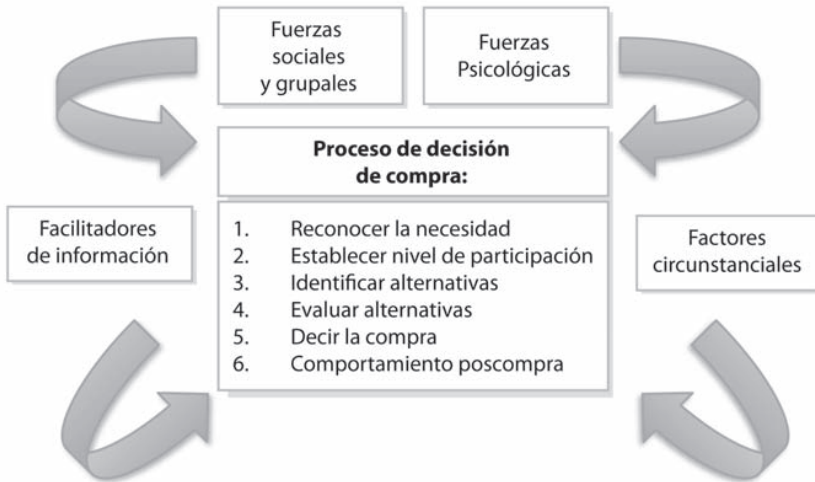 Fuerzas
sociales
y grupales
Fuerzas
Psicológicas
Proceso de decisión
de compra:
Facilitadores
de información
1. Reconocer la necesidad
2. Establecer nivel de participación
3. Identificar alternativas
4. Evaluar alternativas
5. Decir la compra
6. Comportamiento poscompra
Factores
circunstanciales